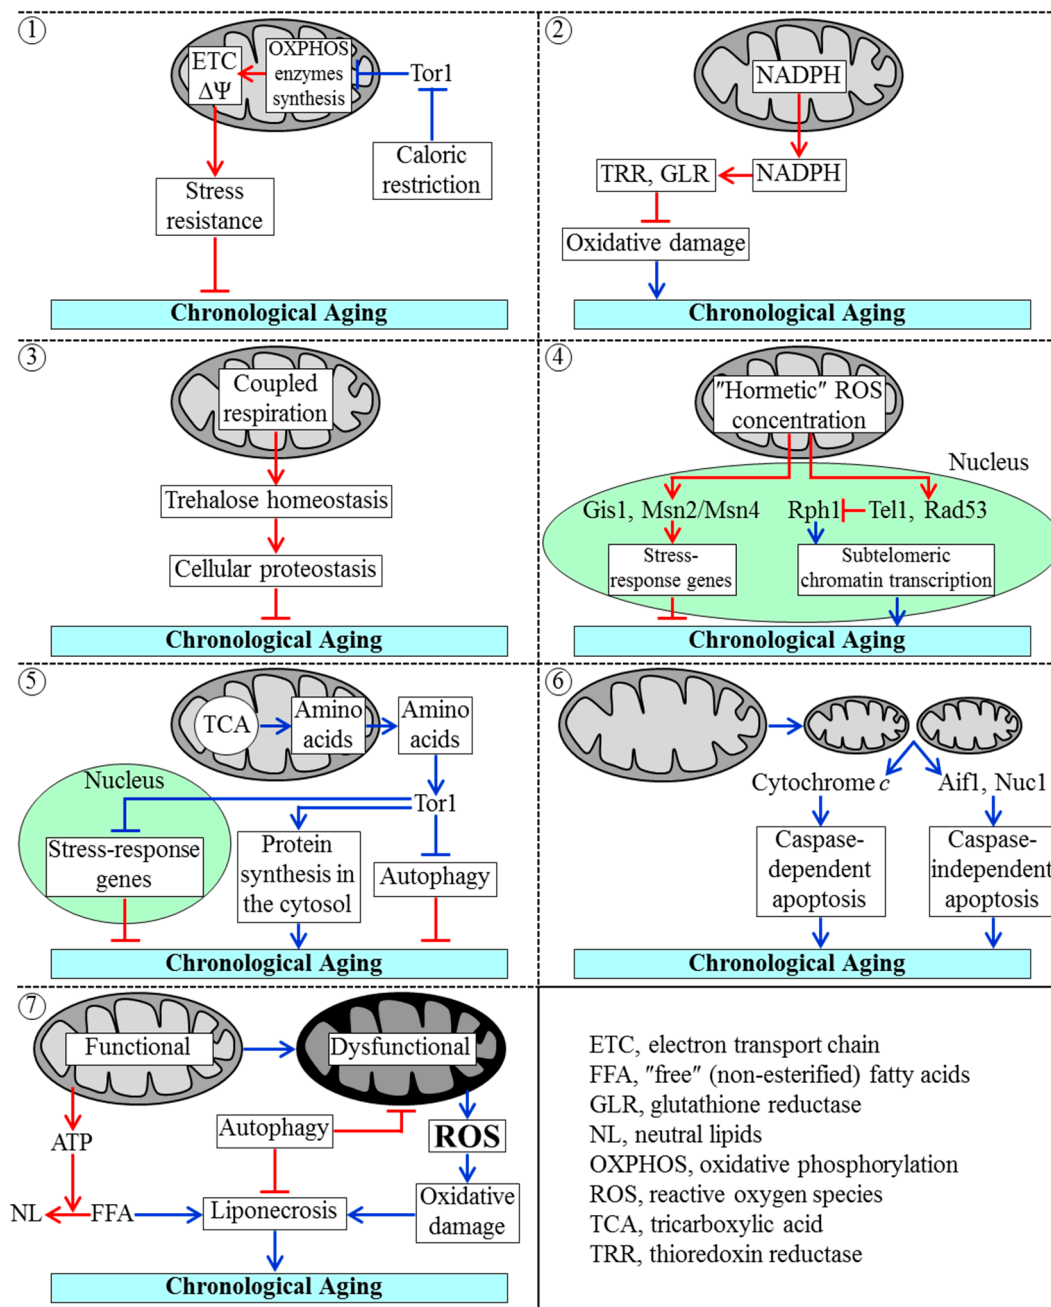 1
ETC
ΔΨ
OXPHOS
enzymes
synthesis
Tor1
Caloric
restriction
Stress
resistance
Chronological Aging
2
NADPH
TRR, GLR
NADPH
Oxidative damage
Chronological Aging
3
Coupled
respiration
Trehalose homeostasis
Cellular proteostasis
Chronological Aging
4
"Hormetic" ROS
concentration
Nucleus
Gis1, Msn2/Msn4
Rph1
Tel1, Rad53
Stress-
response genes
Subtelomeric
chromatin transcription
Chronological Aging
5
TCA
Amino
acids
Amino
acids
Nucleus
Tor1
Stress-response
genes
Protein
synthesis in
the cytosol
Autophagy
Chronological Aging
6
Cytochrome c
Aif1, Nuc1
Caspase-
dependent
apoptosis
Caspase-
independent
apoptosis
Chronological Aging
7
Functional
Dysfunctional
ATP
Autophagy
ROS
NL
FFA
Liponecrosis
Oxidative
damage
Chronological Aging
ETC, electron transport chain
FFA, "free" (non-esterified) fatty acids
GLR, glutathione reductase
NL, neutral lipids
OXPHOS, oxidative phosphorylation
ROS, reactive oxygen species
TCA, tricarboxylic acid
TRR, thioredoxin reductase